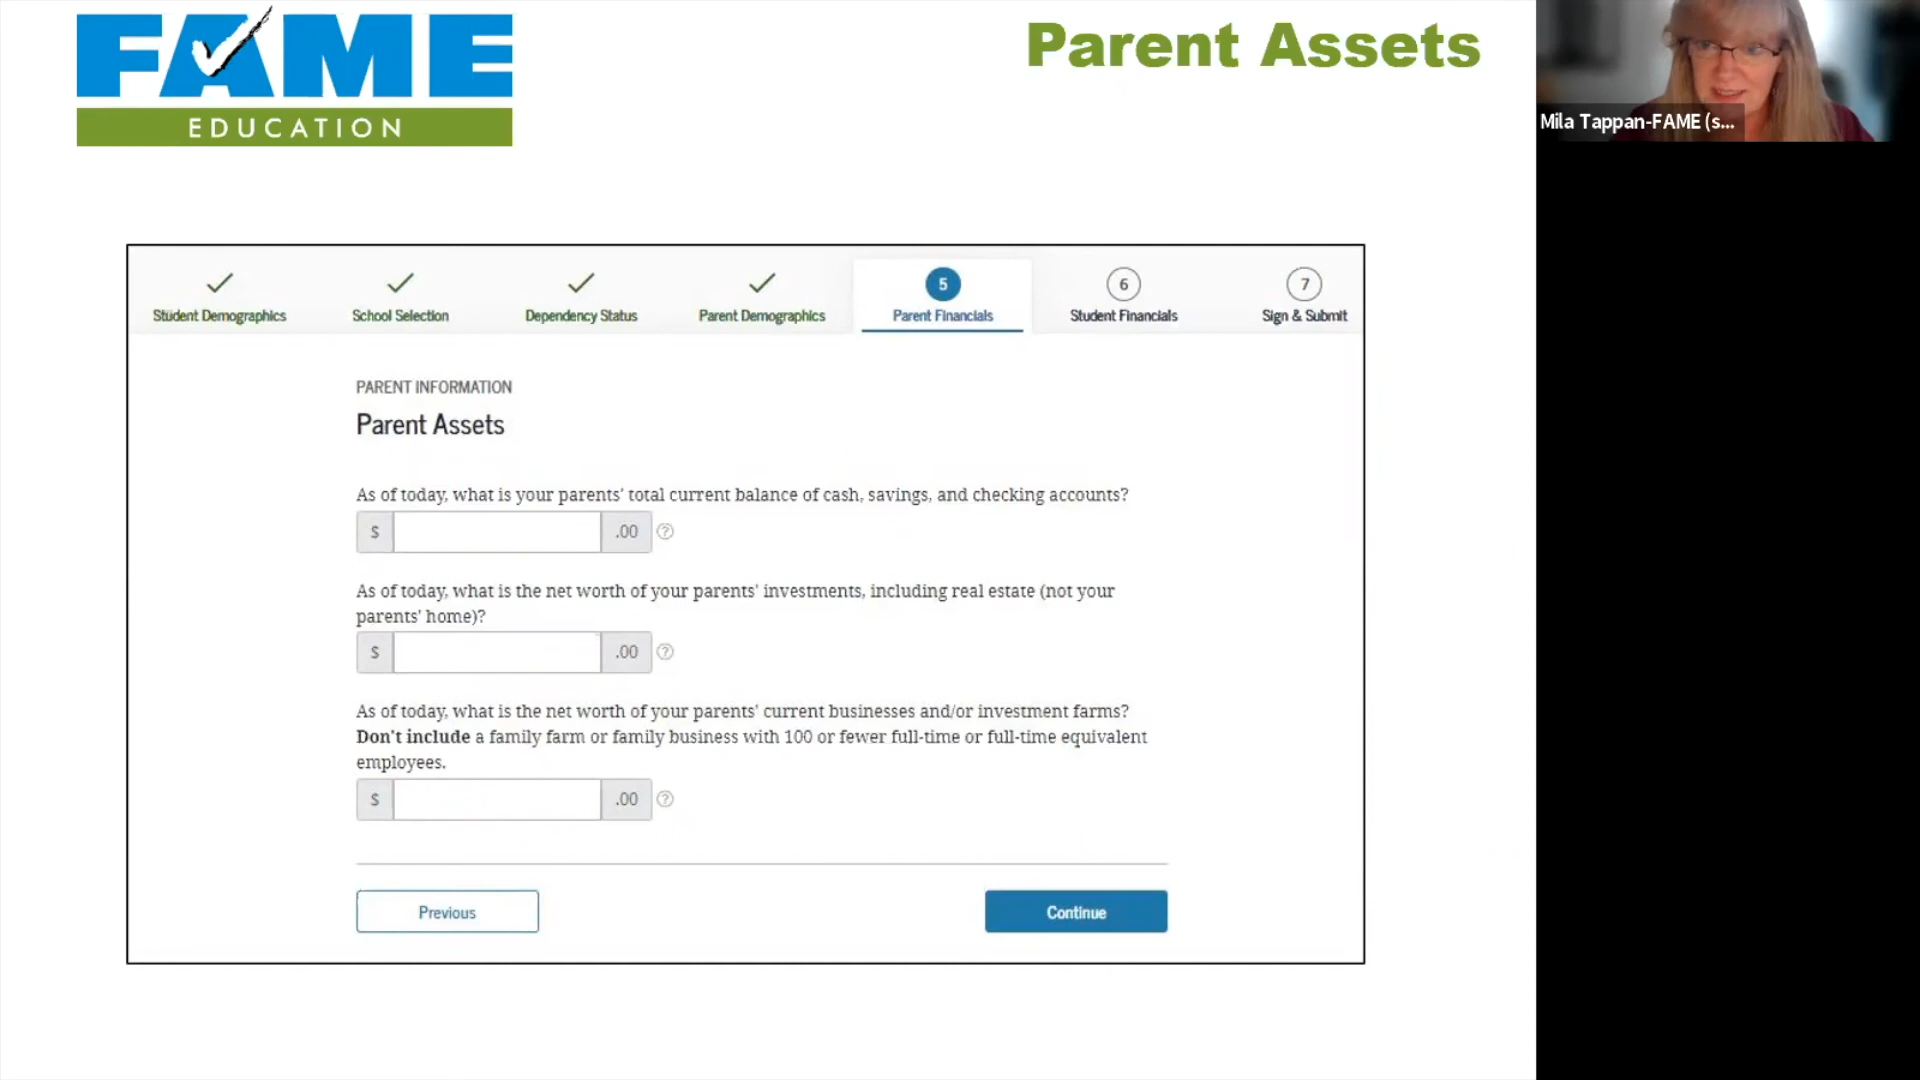 FAME
EDUCATION
Parent Assets
Mila Tappan-FAME (s...
Student Demographics
School Selection
Dependency Status
Parent Demographics
5
Parent Financials
6
Student Financials
7
Sign & Submit
PARENT INFORMATION
Parent Assets
As of today, what is your parents' total current balance of cash, savings, and checking accounts?
$ .00 ?
As of today, what is the net worth of your parents' investments, including real estate (not your
parents' home)?
$ .00 ?
As of today, what is the net worth of your parents' current businesses and/or investment farms?
Don't include a family farm or family business with 100 or fewer full-time or full-time equivalent
employees.
$ .00 ?
Previous
Continue